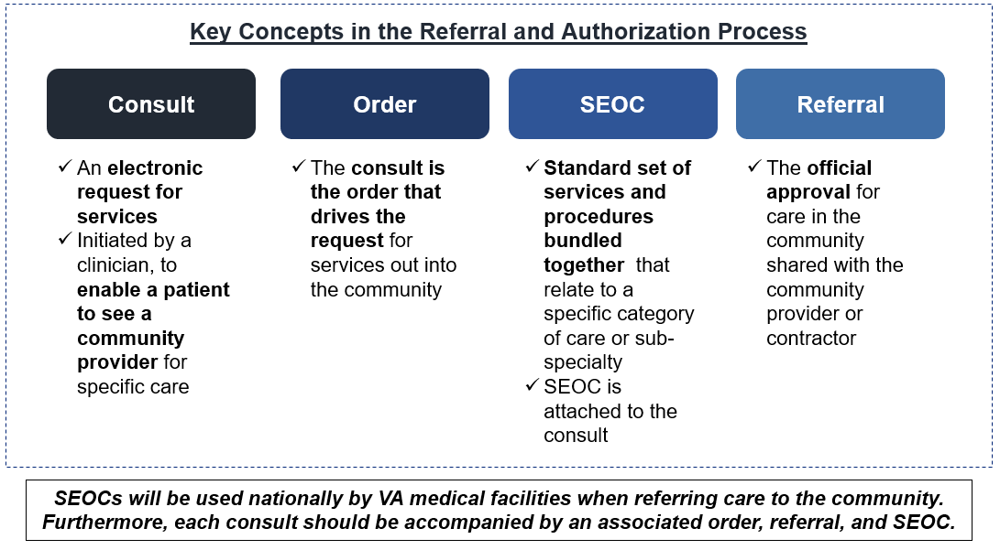 Key Concepts in the Referral and Authorization Process
Consult
✓ An electronic
request for
services
✓ Initiated by a
clinician, to
enable a patient
to see a
community
provider for
specific care
Order
✓ The consult is
the order that
drives the
request for
services out into
the community
SEOC
✓ Standard set of
services and
procedures
bundled
together that
relate to a
specific category
of care or sub-
specialty
✓ SEOC is
attached to the
consult
Referral
✓ The official
approval for
care in the
community
shared with the
community
provider or
contractor
SEOCs will be used nationally by VA medical facilities when referring care to the community.
Furthermore, each consult should be accompanied by an associated order, referral, and SEOC.